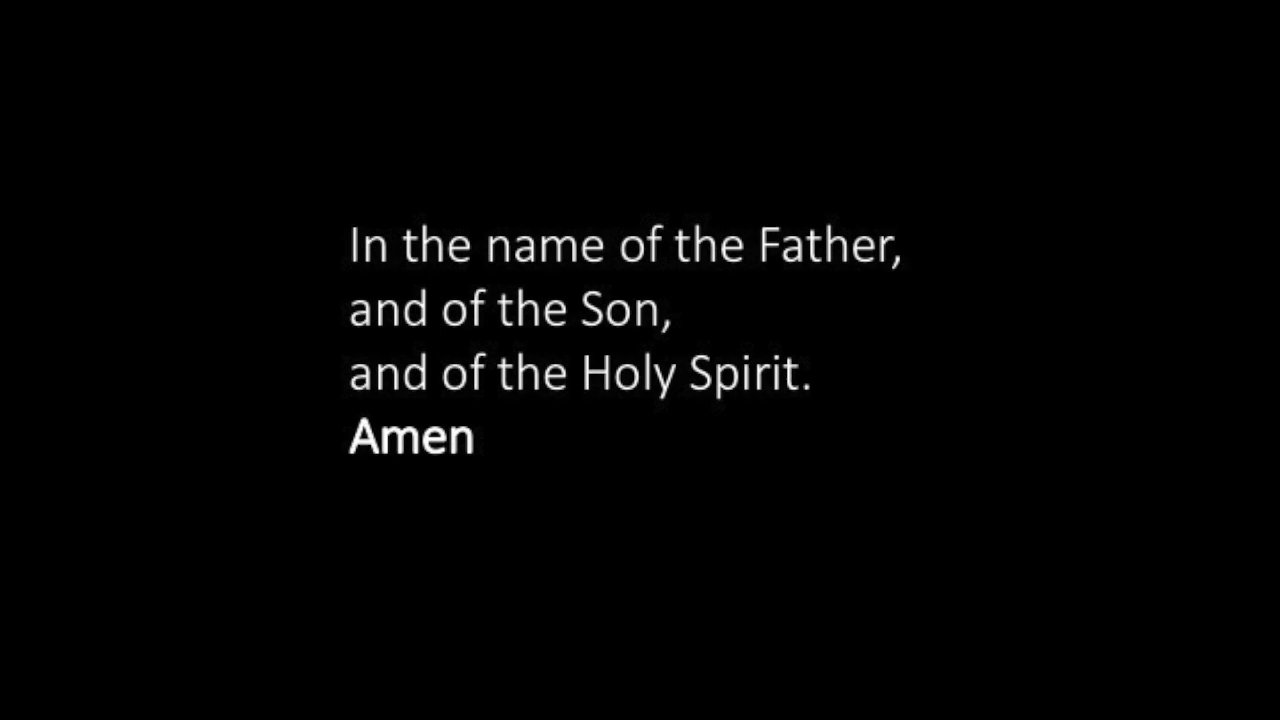 In the name of the Father,
and of the Son,
and of the Holy Spirit.
Amen